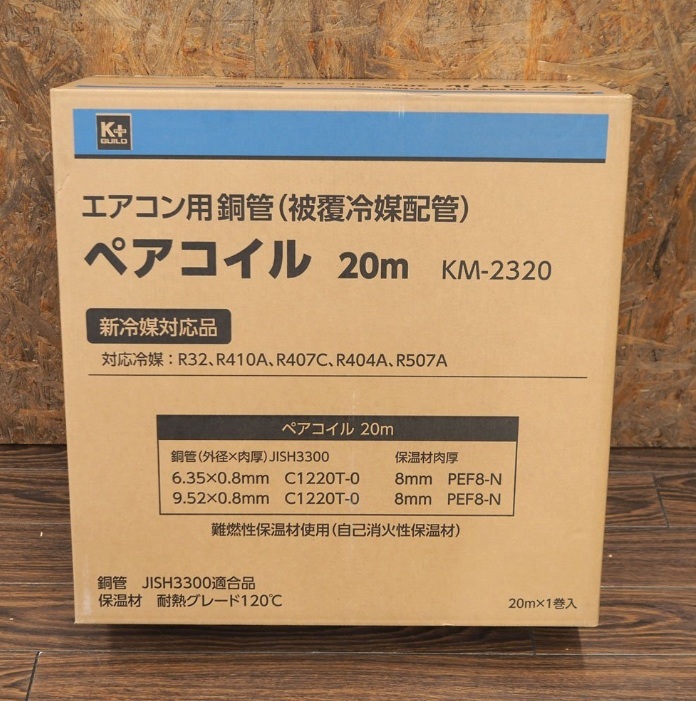 K+
GUILD
エアコン用銅管(被覆冷媒配管)
ペアコイル 20m KM-2320
新冷媒対応品
対応冷媒：R32、R410A、R407C、R404A、R507A
ペアコイル 20m
銅管(外径×肉厚)JISH3300 保温材肉厚
6.35×0.8mm C1220T-0 8mm PEF8-N
9.52×0.8mm C1220T-0 8mm PEF8-N
難燃性保温材使用(自己消火性保温材)
銅管 JISH3300適合品
保温材 耐熱グレード120℃
20m×1巻入